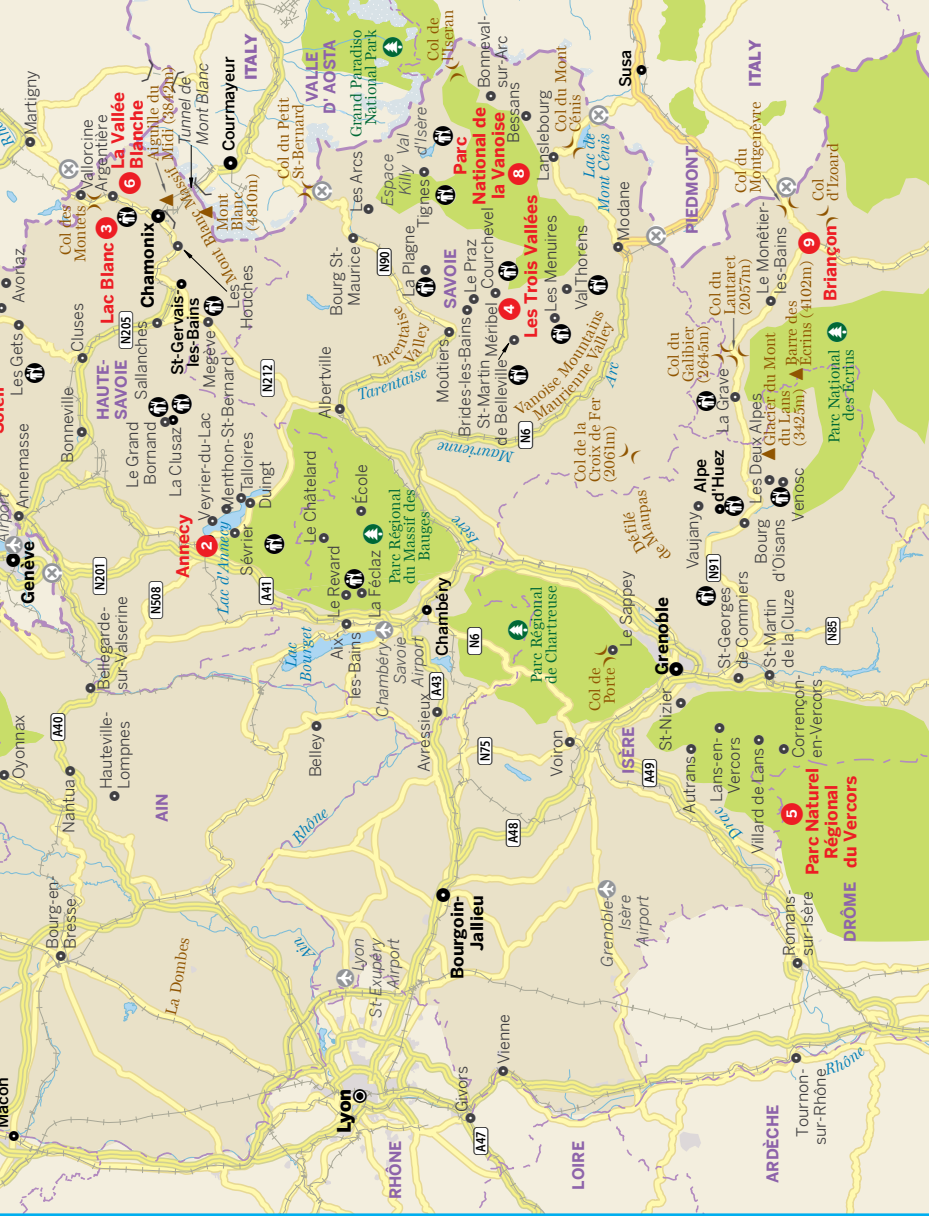 Mâcon
Bourg-en-
Bresse
Nantua
Oyonnax
A40
Bellegarde-
sur-Valserine
Hauteville-
Lompnes
AIN
La Dombes
Genève
Airport
Annemasse
N201
N508
Bonneville
Les Gets
Avonaz
Cluses
HAUTE-
SAVOIE
Le Grand
Bornand
La Clusaz
Sallanches
N205
Lac Blanc
3
Chamonix
St-Gervais-
les-Bains
Megève
Les
Houches
N212
Col des
Montets
Vallorcine
Argentière
Martigny
6
La Vallée
Blanche
Aiguille du
Midi (3842m)
Tunnel de
Mont Blanc
Mont Blanc Massif
Mont
Blanc
(4810m)
Courmayeur
ITALY
VALLE
D'AOSTA
Col du Petit
St-Bernard
Grand Paradiso
National Park
Annecy
2
Veyrier-du-Lac
Menthon-St-Bernard
Talloires
Duingt
Sévrier
Lac d'Annecy
A41
Albertville
Le Châtelard
École
Le Revard
La Féclaz
Parc Régional
du Massif des
Bauges
Lac
Bourget
Aix-
les-Bains
Chambéry
Savoie
Airport
Chambéry
A43
N6
Belley
Avressieux
Rhône
Ain
Lyon
St-Exupéry
Airport
Lyon
RHÔNE
Bourgoin-
Jallieu
Givors
Vienne
A47
LOIRE
A48
N75
Voiron
Parc Régional
de Chartreuse
Col de
Porte
Le Sappey
Isère
Grenoble
ISÈRE
A49
Grenoble
Isère
Airport
St-Nizier
Autrans
Lans-en-
Vercors
Villard de Lans
Corrençon-
en-Vercors
5
Parc Naturel
Régional
du Vercors
Drac
Romans-
sur-Isère
DRÔME
Tournon-
sur-Rhône
Rhône
ARDÈCHE
St-Georges
de Commiers
St-Martin
de la Cluze
N85
N91
Vaujany
Alpe
d'Huez
Bourg
d'Oisans
Les Deux Alpes
Venosc
Glacier du Mont
du Lans
(3425m)
Barre des
Écrins (4102m)
Parc National
des Écrins
La Grave
Col du
Galibier
(2645m)
Col du
Lautaret
(2057m)
Le Monêtier-
les-Bains
9
Briançon
Col
d'Izoard
Col du
Montgenèvre
ITALY
PIEDMONT
Susa
Défilé
de Maupas
Col de la
Croix de Fer
(2061m)
N6
Maurienne
Maurienne Valley
Vanoise Mountains
Arc
Modane
Lac de
Mont Cénis
Col du Mont
Cénis
Lanslebourg
Bessans
Bonneval-
sur-Arc
Col de
l'Iseran
Parc
National de
la Vanoise
8
Tarentaise
Tarentaise
Valley
Moûtiers
Brides-les-Bains
St-Martin
de Belleville
Méribel
Le Praz
Courchevel
4
Les Trois Vallées
Les Menuires
Val Thorens
SAVOIE
La Plagne
N90
Bourg St-
Maurice
Les Arcs
Espace
Killy
Tignes
Val
d'Isère